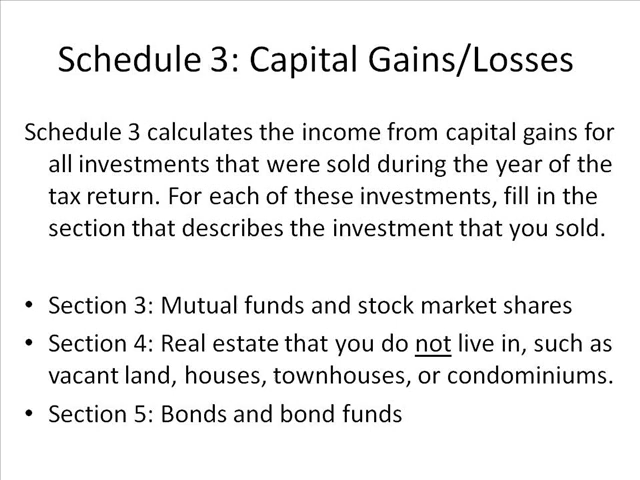 Schedule 3: Capital Gains/Losses
Schedule 3 calculates the income from capital gains for
all investments that were sold during the year of the
tax return. For each of these investments, fill in the
section that describes the investment that you sold.
• Section 3: Mutual funds and stock market shares
• Section 4: Real estate that you do not live in, such as
vacant land, houses, townhouses, or condominiums.
• Section 5: Bonds and bond funds